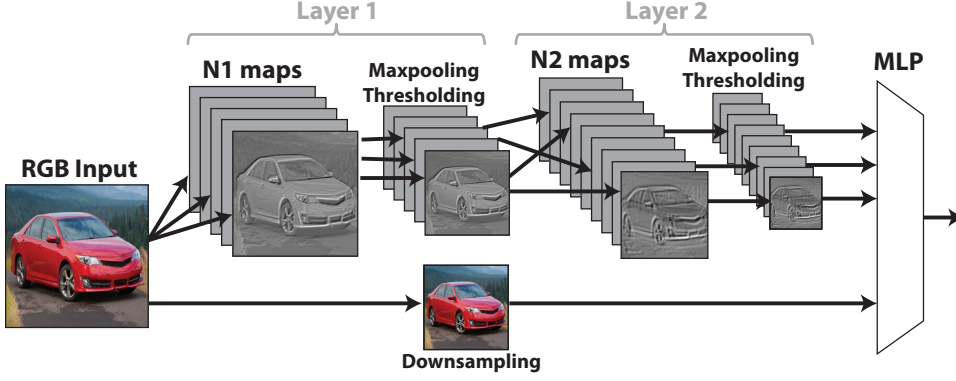 Layer 1
Layer 2
N1 maps
Maxpooling
Thresholding
N2 maps
Maxpooling
Thresholding
MLP
RGB Input
Downsampling